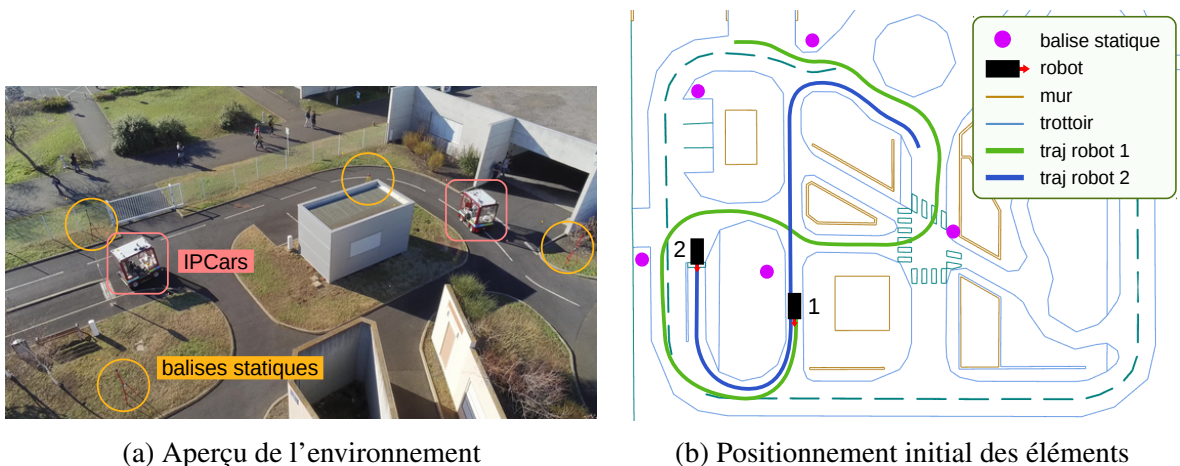 IPCars
balises statiques
(a) Aperçu de l'environnement
balise statique
robot
mur
trottoir
traj robot 1
traj robot 2
2
1
(b) Positionnement initial des éléments